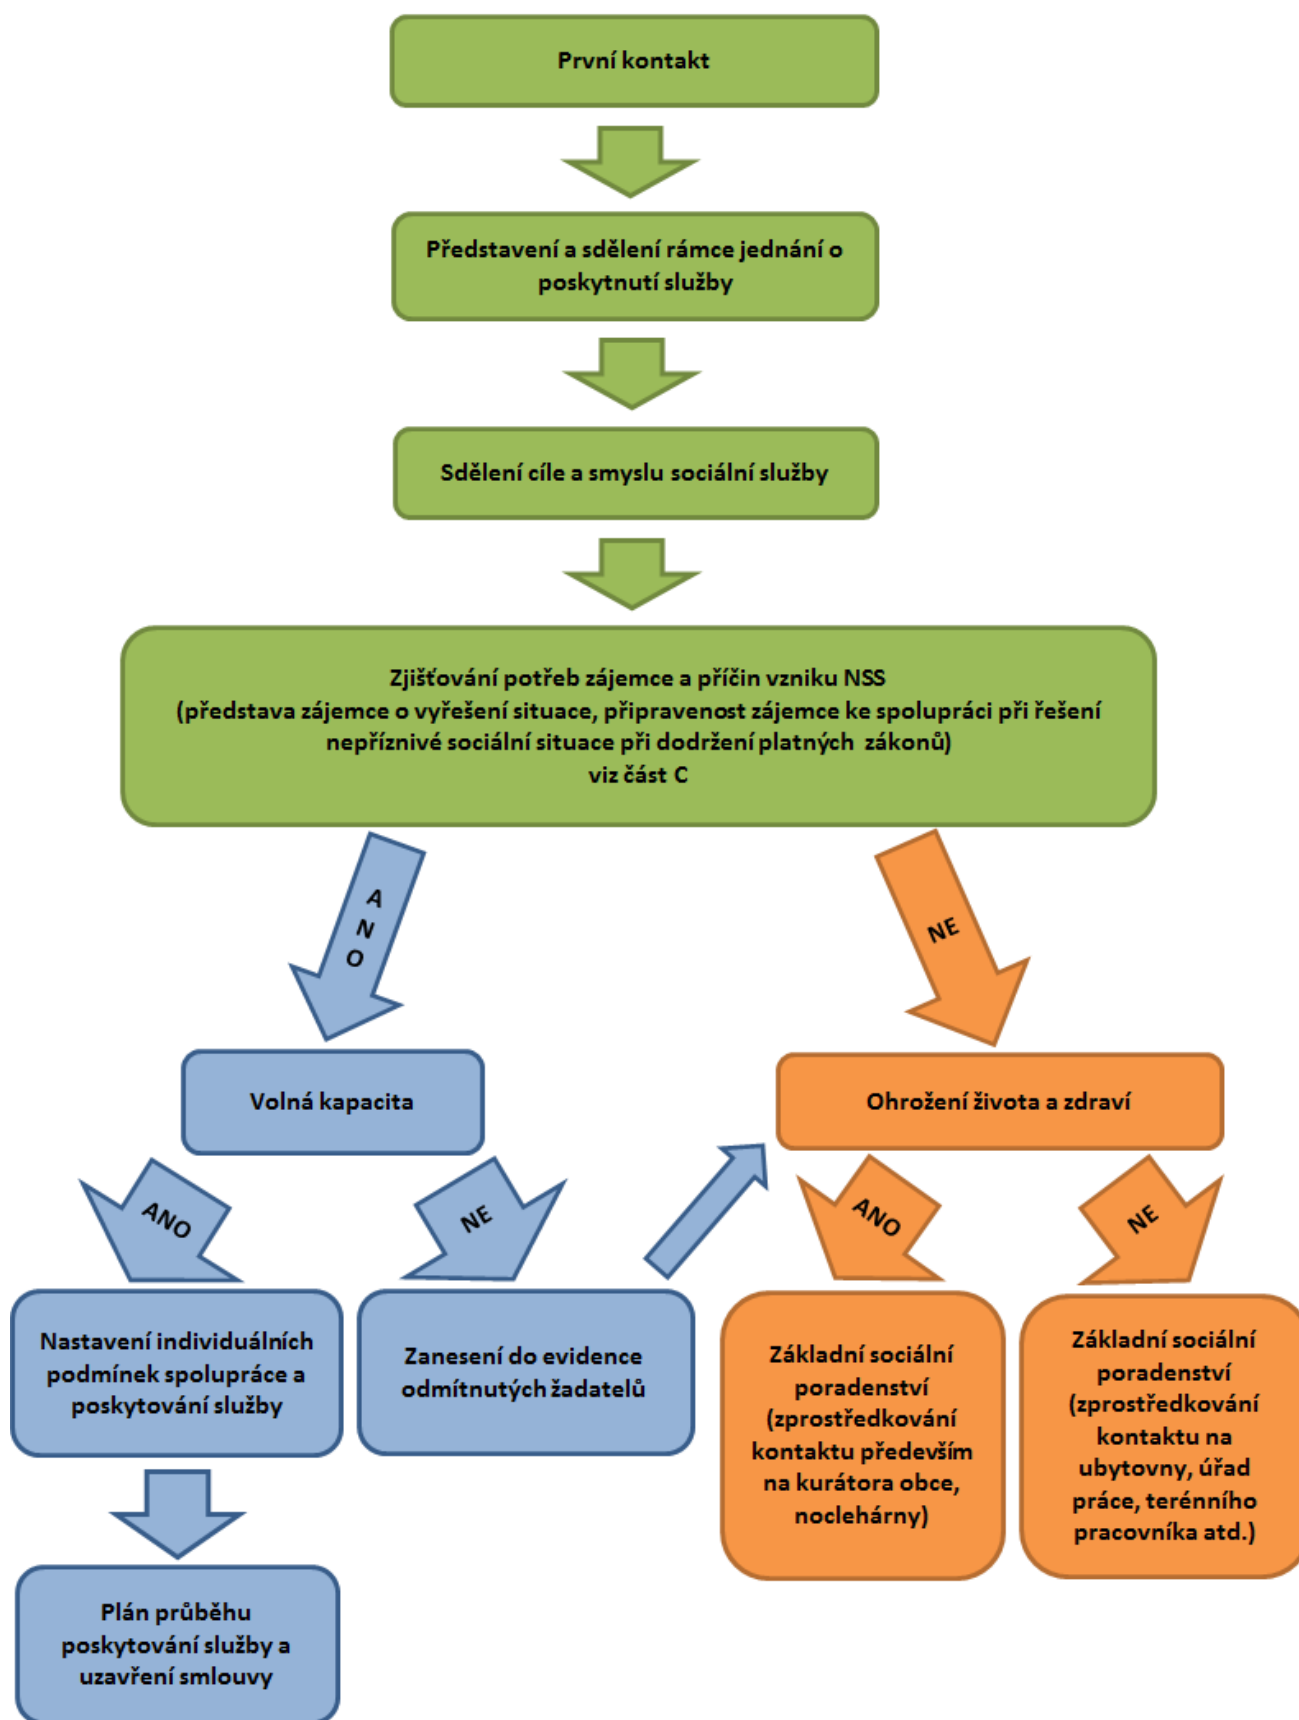 První kontakt
Představení a sdělení rámce jednání o
poskytnutí služby
Sdělení cíle a smyslu sociální služby
Zjišťování potřeb zájemce a příčin vzniku NSS
(představa zájemce o vyřešení situace, připravenost zájemce ke spolupráci při řešení
nepříznivé sociální situace při dodržení platných  zákonů)
viz část C
A
N
O
NE
Volná kapacita
Ohrožení života a zdraví
ANO
NE
ANO
NE
Nastavení individuálních
podmínek spolupráce a
poskytování služby
Zanesení do evidence
odmítnutých žadatelů
Základní sociální
poradenství
(zprostředkování
kontaktu především
na kurátora obce,
noclehárny)
Základní sociální
poradenství
(zprostředkování
kontaktu na
ubytovny, úřad
práce, terénního
pracovníka atd.)
Plán průběhu
poskytování služby a
uzavření smlouvy